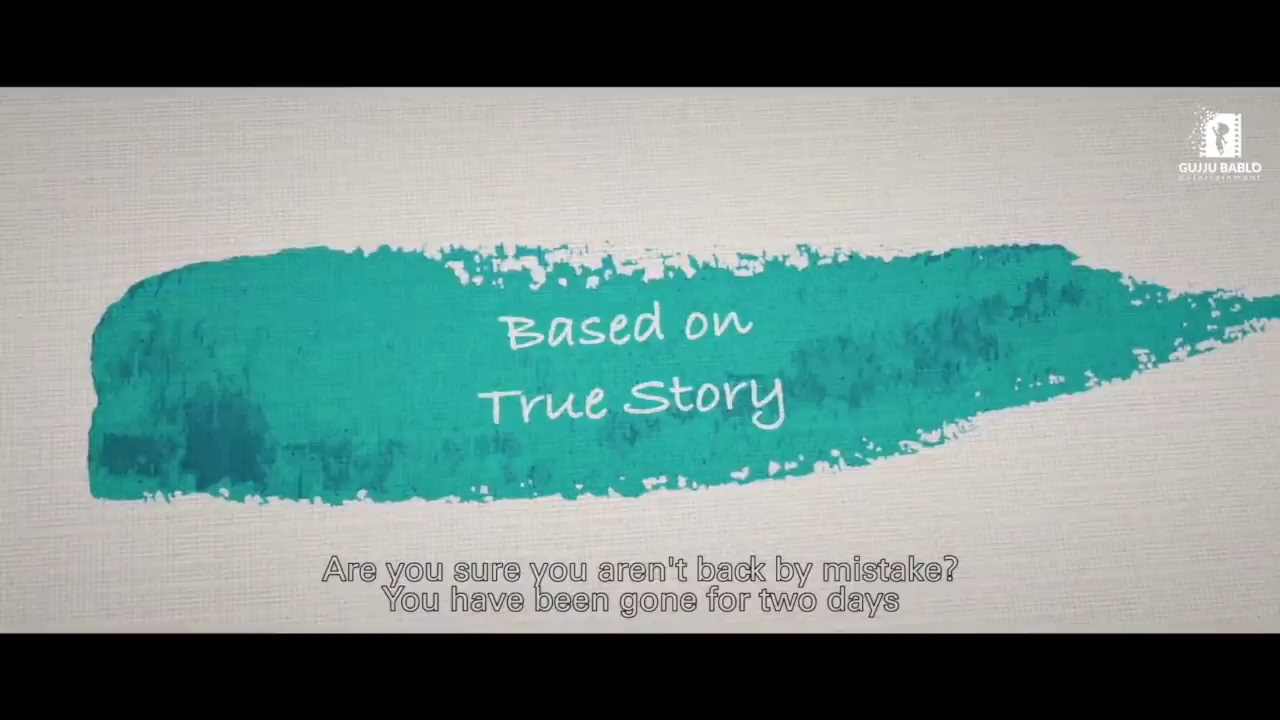 GUJJU BABLO
Entertainment
Based on
True Story
Are you sure you aren't back by mistake?
You have been gone for two days